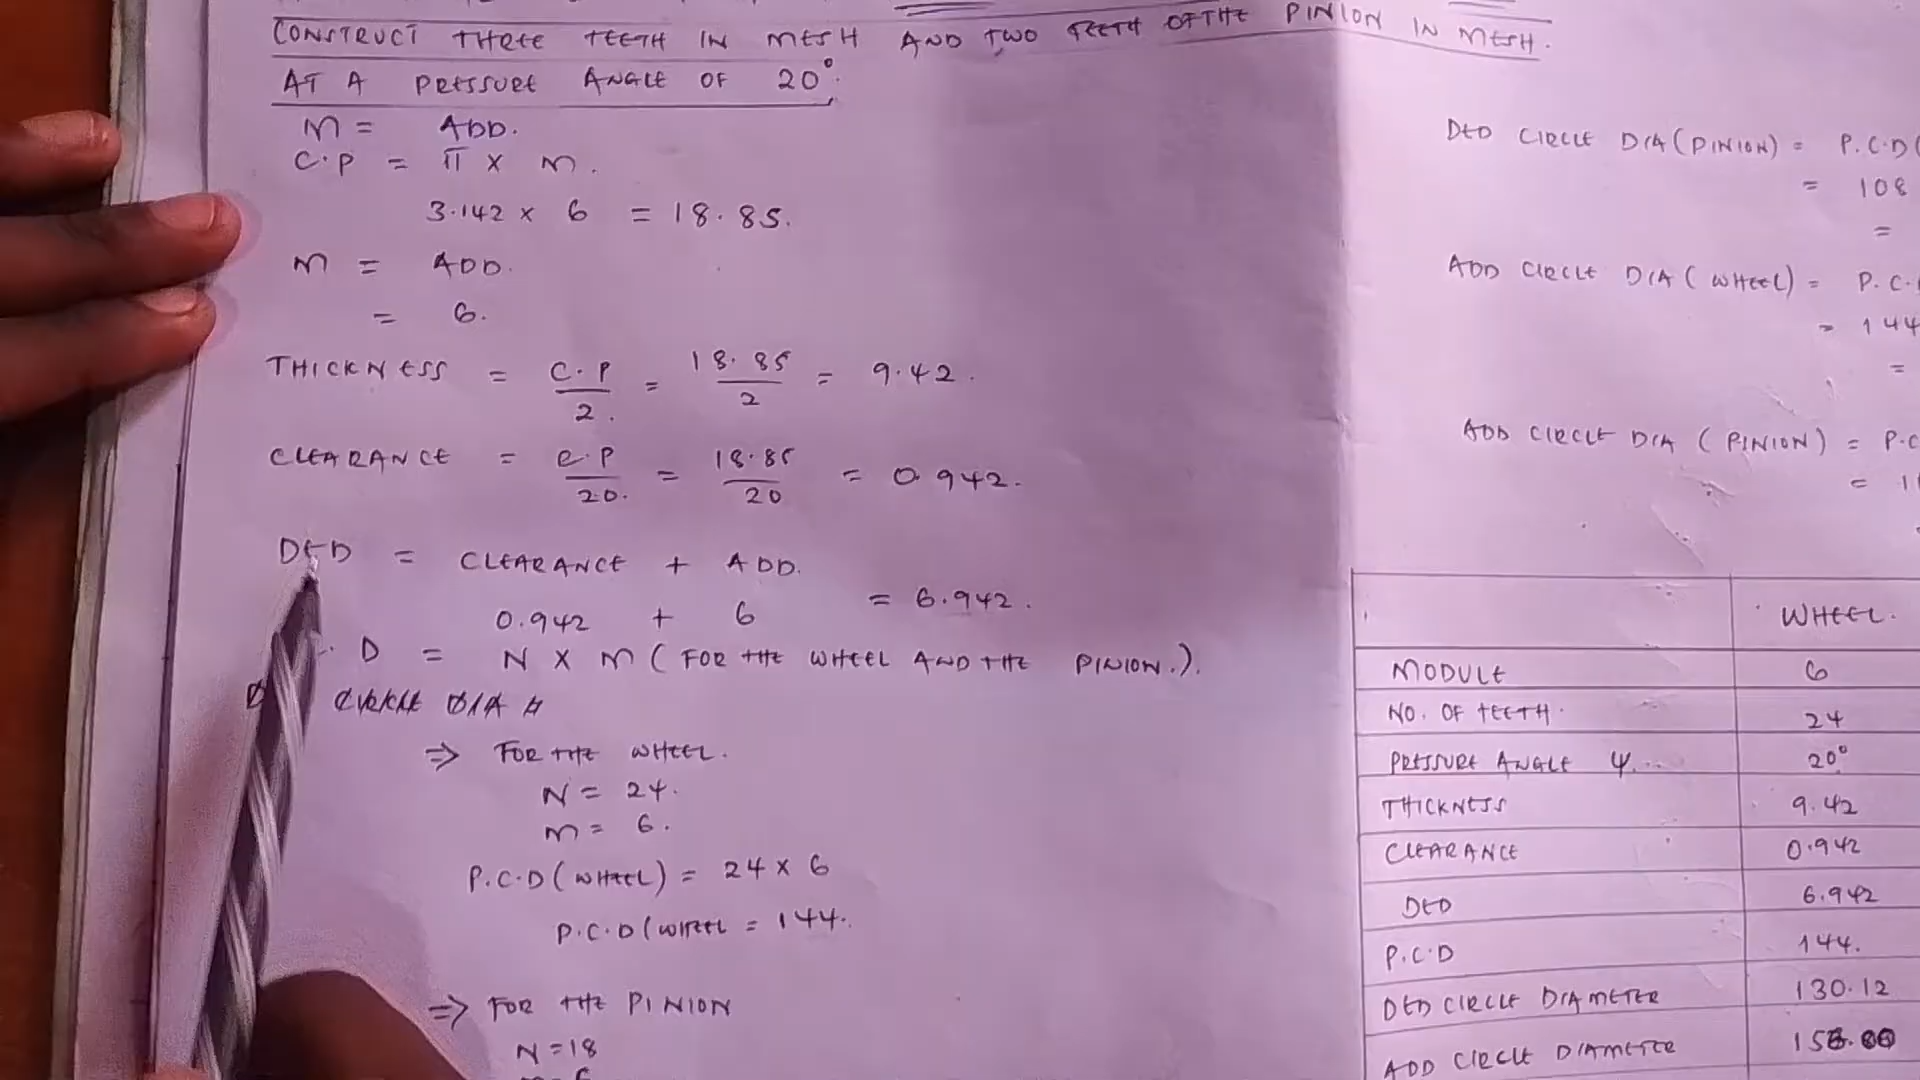 CONSTRUCT THREE TEETH IN MESH AND TWO TEETH OF THE PINION IN MESH.
AT A PRESSURE ANGLE OF 20°.
M = ADD.
C.P = π X M.
3.142 x 6 = 18.85.
M = ADD.
= 6.
THICKNESS = C.P/2. = 18.85/2 = 9.42.
CLEARANCE = C.P/20. = 18.85/20 = 0.942.
DED = CLEARANCE + ADD.
0.942 + 6 = 6.942.
D = N X M (FOR THE WHEEL AND THE PINION.).
CIRCLE DIA
⇒ FOR THE WHEEL.
N = 24.
M = 6.
P.C.D (WHEEL) = 24 x 6
P.C.D (WHEEL = 144.
⇒ FOR THE PINION
N = 18
DED CIRCLE DIA (PINION) = P.C.D (
= 108
=
ADD CIRCLE DIA (WHEEL) = P.C.
= 144
=
ADD CIRCLE DIA (PINION) = P.C
= 1
WHEEL.
MODULE 6
NO. OF TEETH. 24
PRESSURE ANGLE Ψ... 20°
THICKNESS 9.42
CLEARANCE 0.942
DED 6.942
P.C.D 144.
DED CIRCLE DIAMETER 130.12
ADD CIRCLE DIAMETER